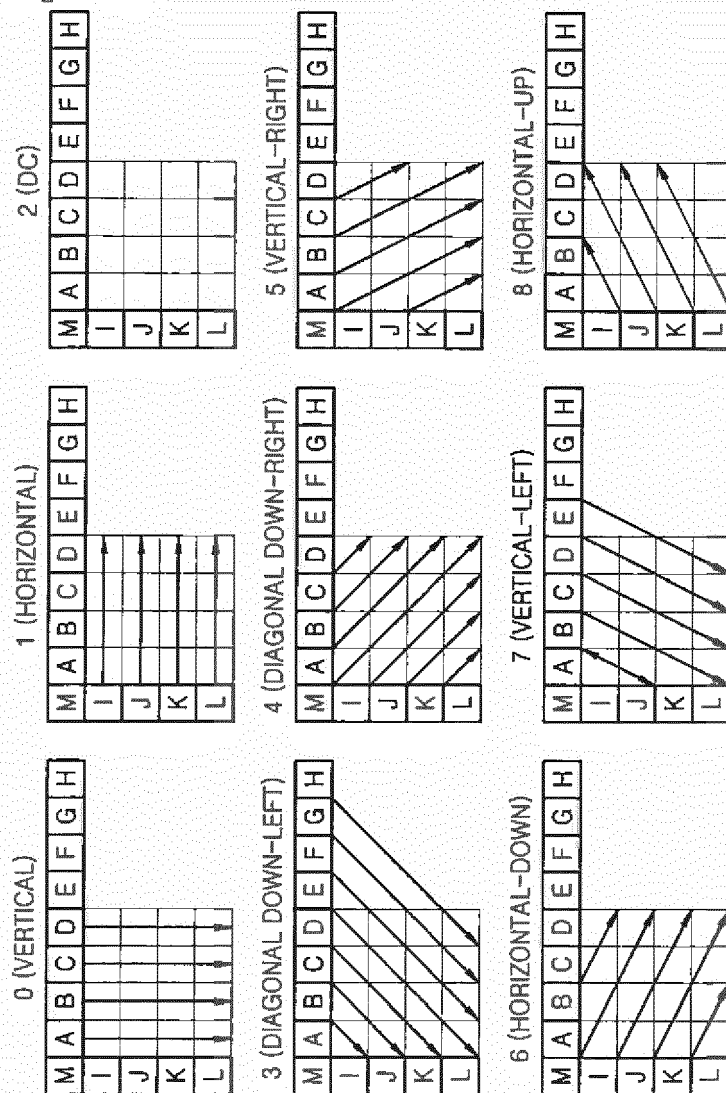 0 (VERTICAL)
M A B C D E F G H
I
J
K
L
1 (HORIZONTAL)
M A B C D E F G H
I
J
K
L
2 (DC)
M A B C D E F G H
I
J
K
L
3 (DIAGONAL DOWN-LEFT)
M A B C D E F G H
I
J
K
L
4 (DIAGONAL DOWN-RIGHT)
M A B C D E F G H
I
J
K
L
5 (VERTICAL-RIGHT)
M A B C D E F G H
I
J
K
L
6 (HORIZONTAL-DOWN)
M A B C D E F G H
I
J
K
L
7 (VERTICAL-LEFT)
M A B C D E F G H
I
J
K
L
8 (HORIZONTAL-UP)
M A B C D E F G H
I
J
K
L